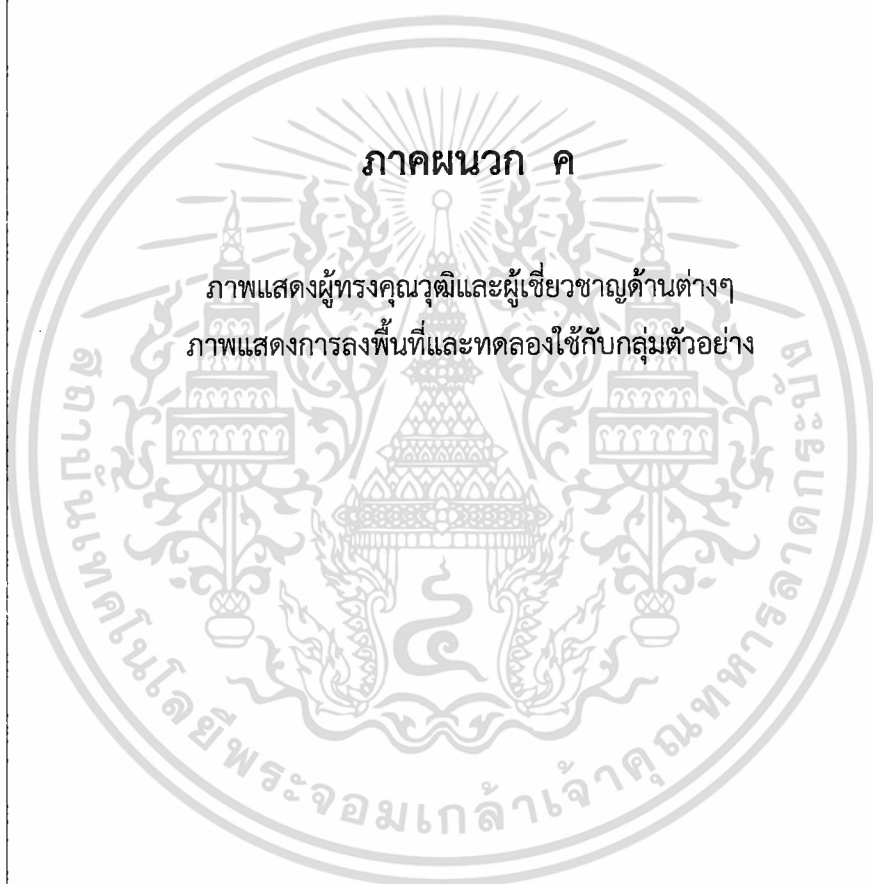 ภาคผนวก ค
ภาพแสดงผู้ทรงคุณวุฒิและผู้เชี่ยวชาญด้านต่างๆ
ภาพแสดงการลงพื้นที่และทดลองใช้กับกลุ่มตัวอย่าง
สถาบันเทคโนโลยีพระจอมเกล้าเจ้าคุณทหารลาดกระบัง
๔